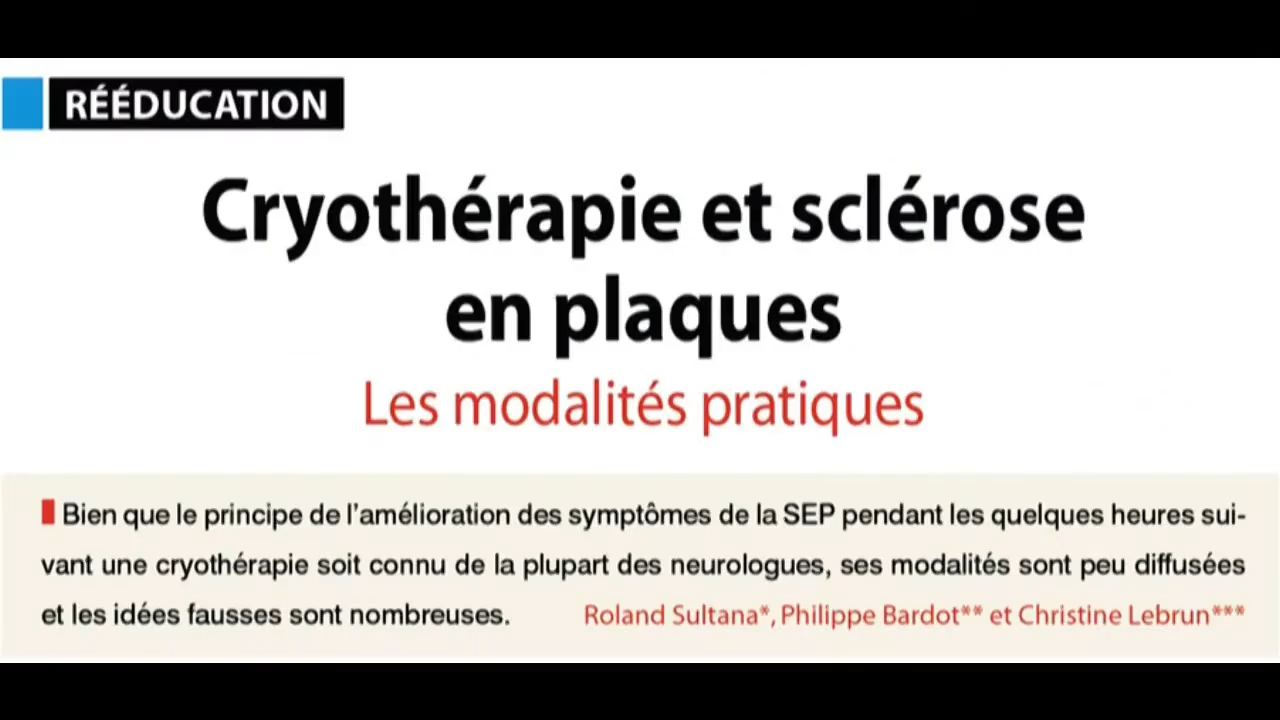 RÉÉDUCATION
Cryothérapie et sclérose
en plaques
Les modalités pratiques
Bien que le principe de l'amélioration des symptômes de la SEP pendant les quelques heures sui-
vant une cryothérapie soit connu de la plupart des neurologues, ses modalités sont peu diffusées
et les idées fausses sont nombreuses. Roland Sultana*, Philippe Bardot** et Christine Lebrun***